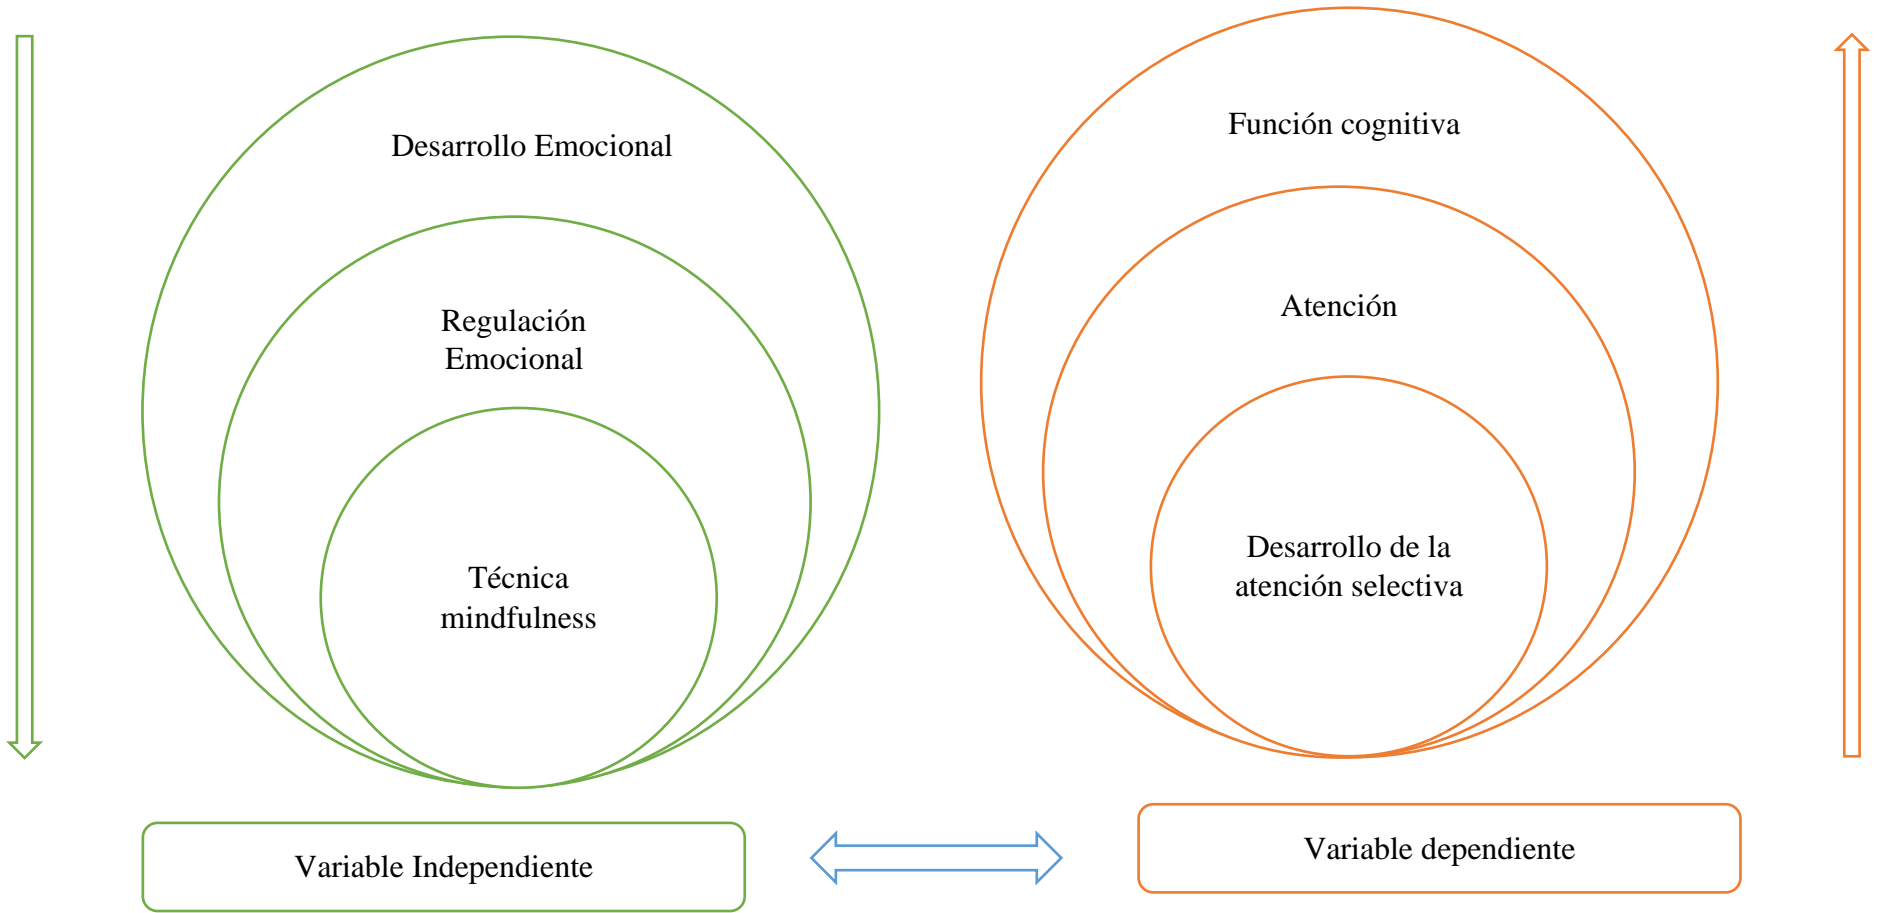 Desarrollo Emocional
Regulación
Emocional
Técnica
mindfulness
Variable Independiente
Función cognitiva
Atención
Desarrollo de la
atención selectiva
Variable dependiente